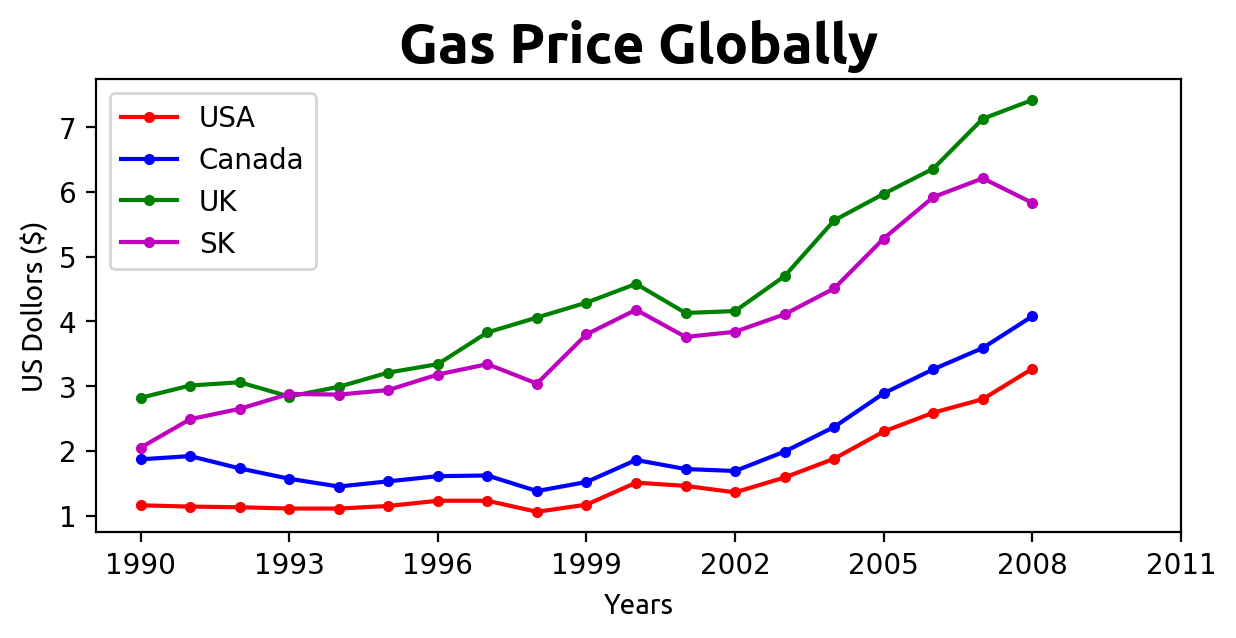 Gas Price Globally
USA
Canada
UK
SK
7
6
5
4
3
2
1
US Dollors ($)
1990 1993 1996 1999 2002 2005 2008 2011
Years